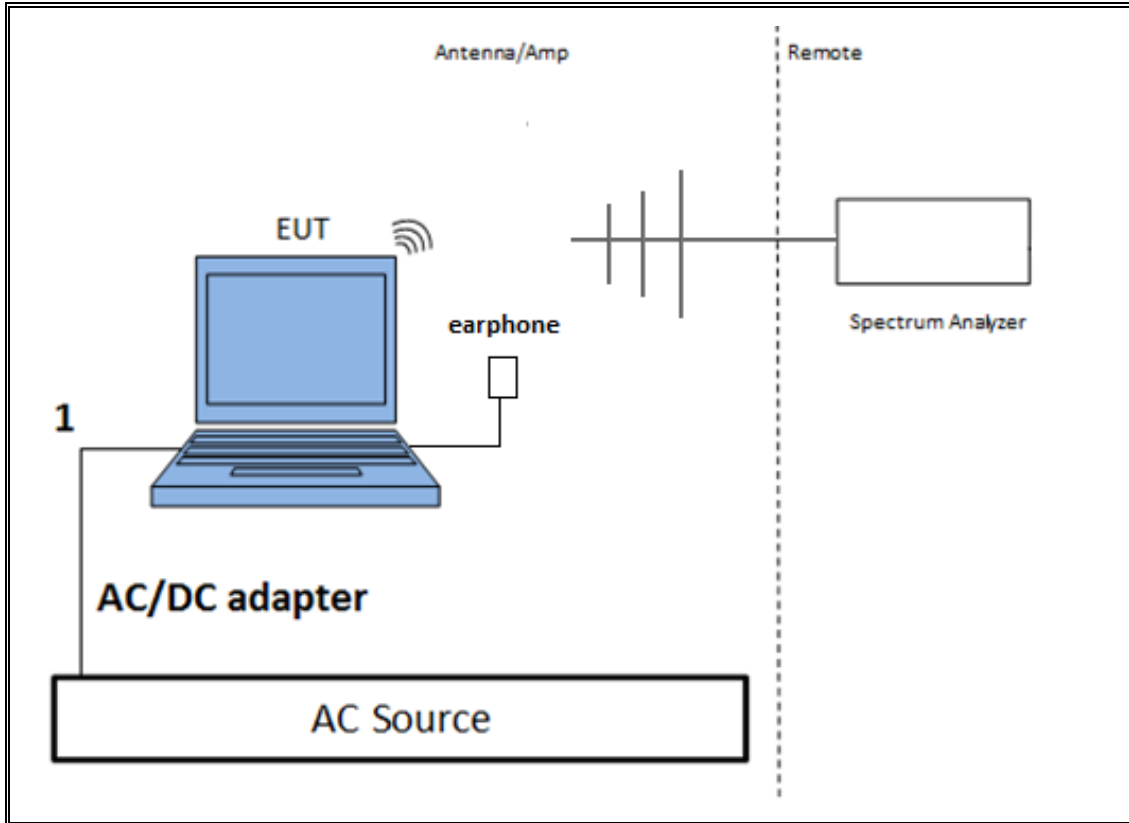 Antenna/Amp
Remote
EUT
earphone
Spectrum Analyzer
1
AC/DC adapter
AC Source